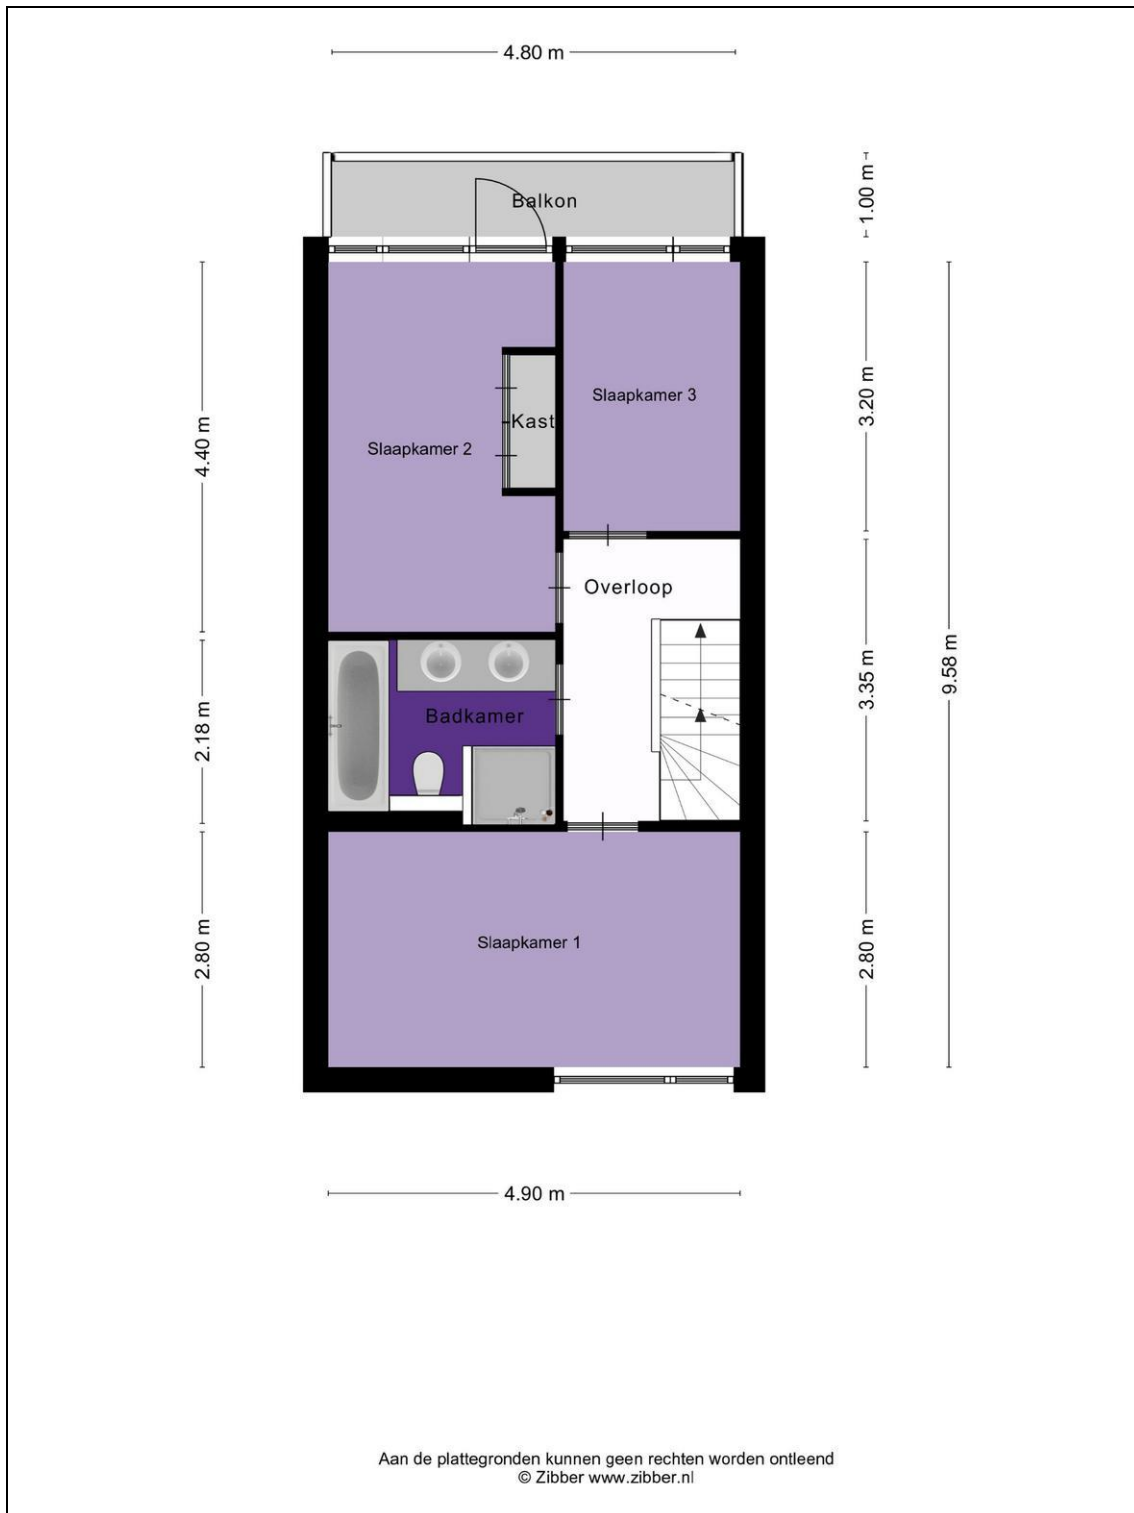 4.80 m
Balkon
1.00 m
4.40 m
Slaapkamer 2
Kast
Slaapkamer 3
3.20 m
Overloop
2.18 m
Badkamer
3.35 m
9.58 m
2.80 m
Slaapkamer 1
2.80 m
4.90 m
Aan de plattegronden kunnen geen rechten worden ontleend
© Zibber www.zibber.nl